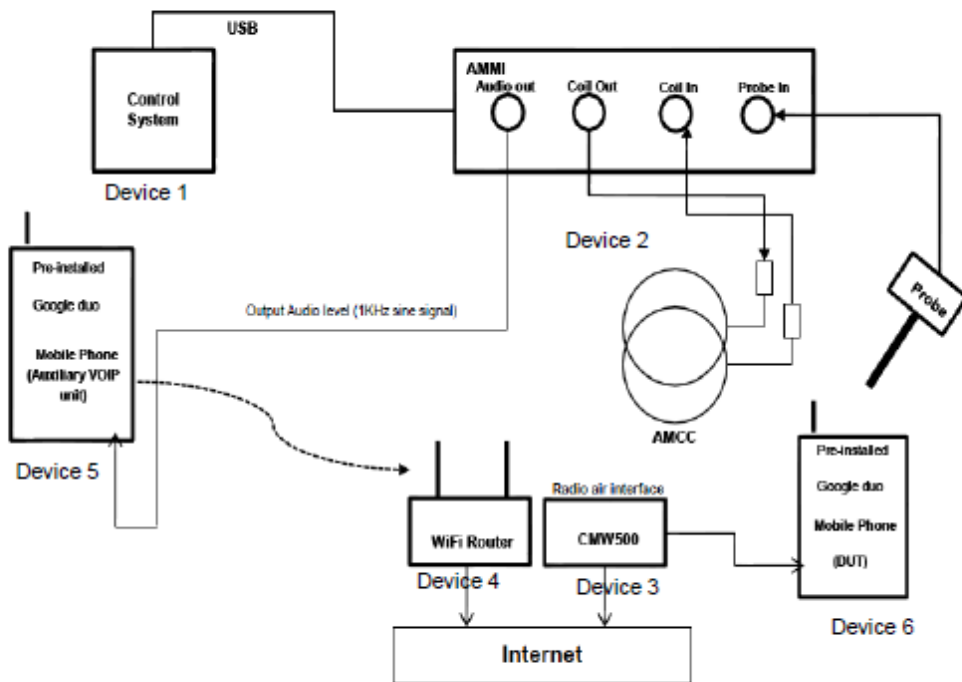 USB
AMMI
Audio out
Coil Out
Coil In
Probe In
Control
System
Device 1
Device 2
Pre-installed
Google duo
Mobile Phone
(Auxiliary VOIP
unit)
Device 5
Output Audio level (1KHz sine signal)
Probe
AMCC
Radio air interface
WiFi Router
CMW500
Device 4
Device 3
Pre-installed
Google duo
Mobile Phone
(DUT)
Device 6
Internet